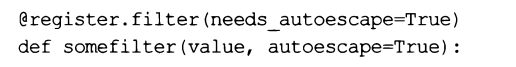 @register.filter(needs_autoescape=True)
def somefilter(value, autoescape=True):